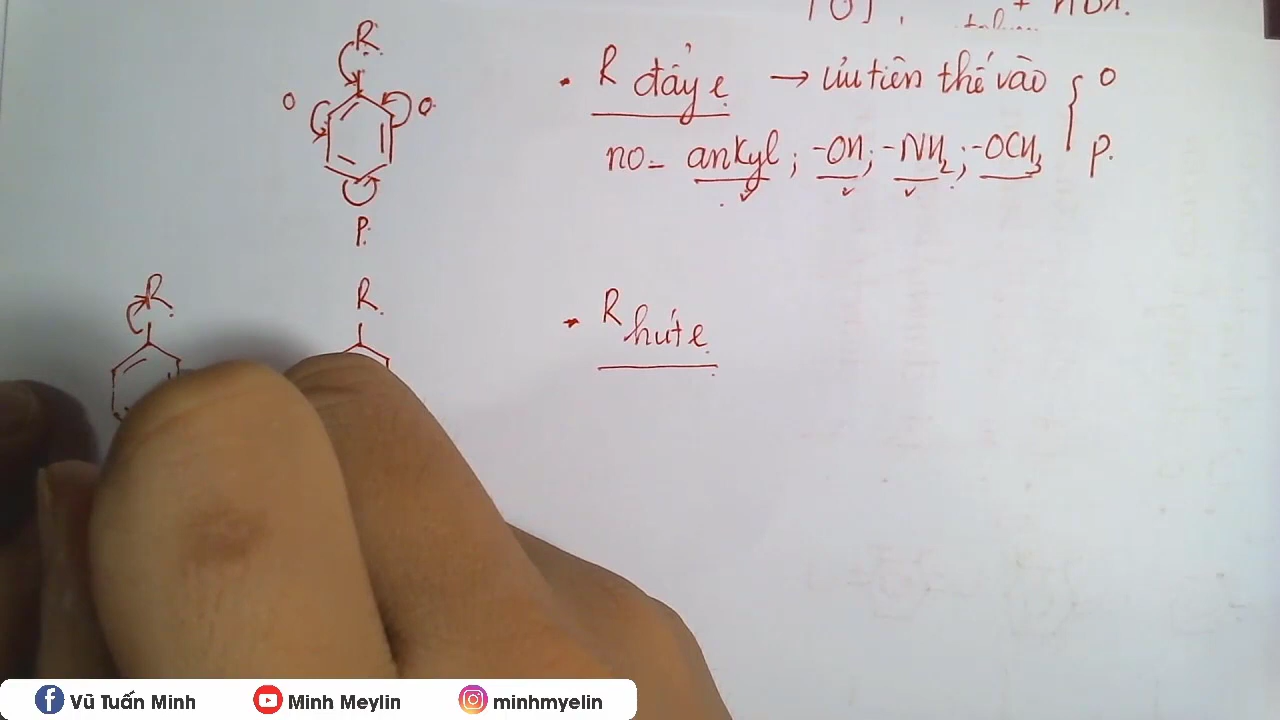 R
• R đẩy e → ưu tiên thế vào { o
O O
no- ankyl ; -OH ; -NH2 ; -OCH3 p.
P.
R R
• R hút e
Vũ Tuấn Minh Minh Meylin minhmyelin